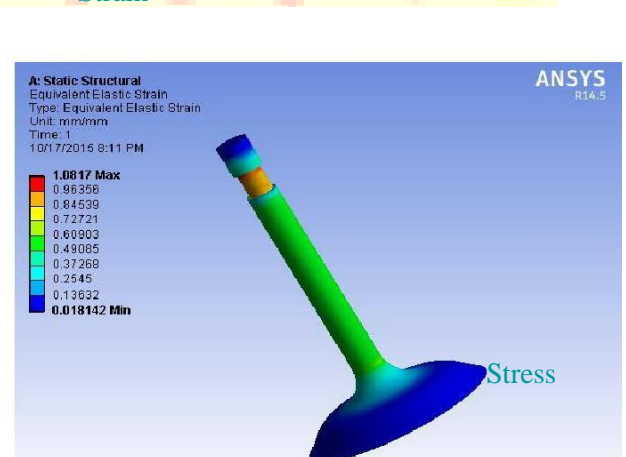 Strain
A: Static Structural
Equivalent Elastic Strain
Type: Equivalent Elastic Strain
Unit: mm/mm
Time: 1
10/17/2015 8:11 PM
ANSYS
R14.5
1.0817 Max
0.96356
0.84539
0.72721
0.60903
0.49085
0.37268
0.2545
0.13632
0.018142 Min
Stress